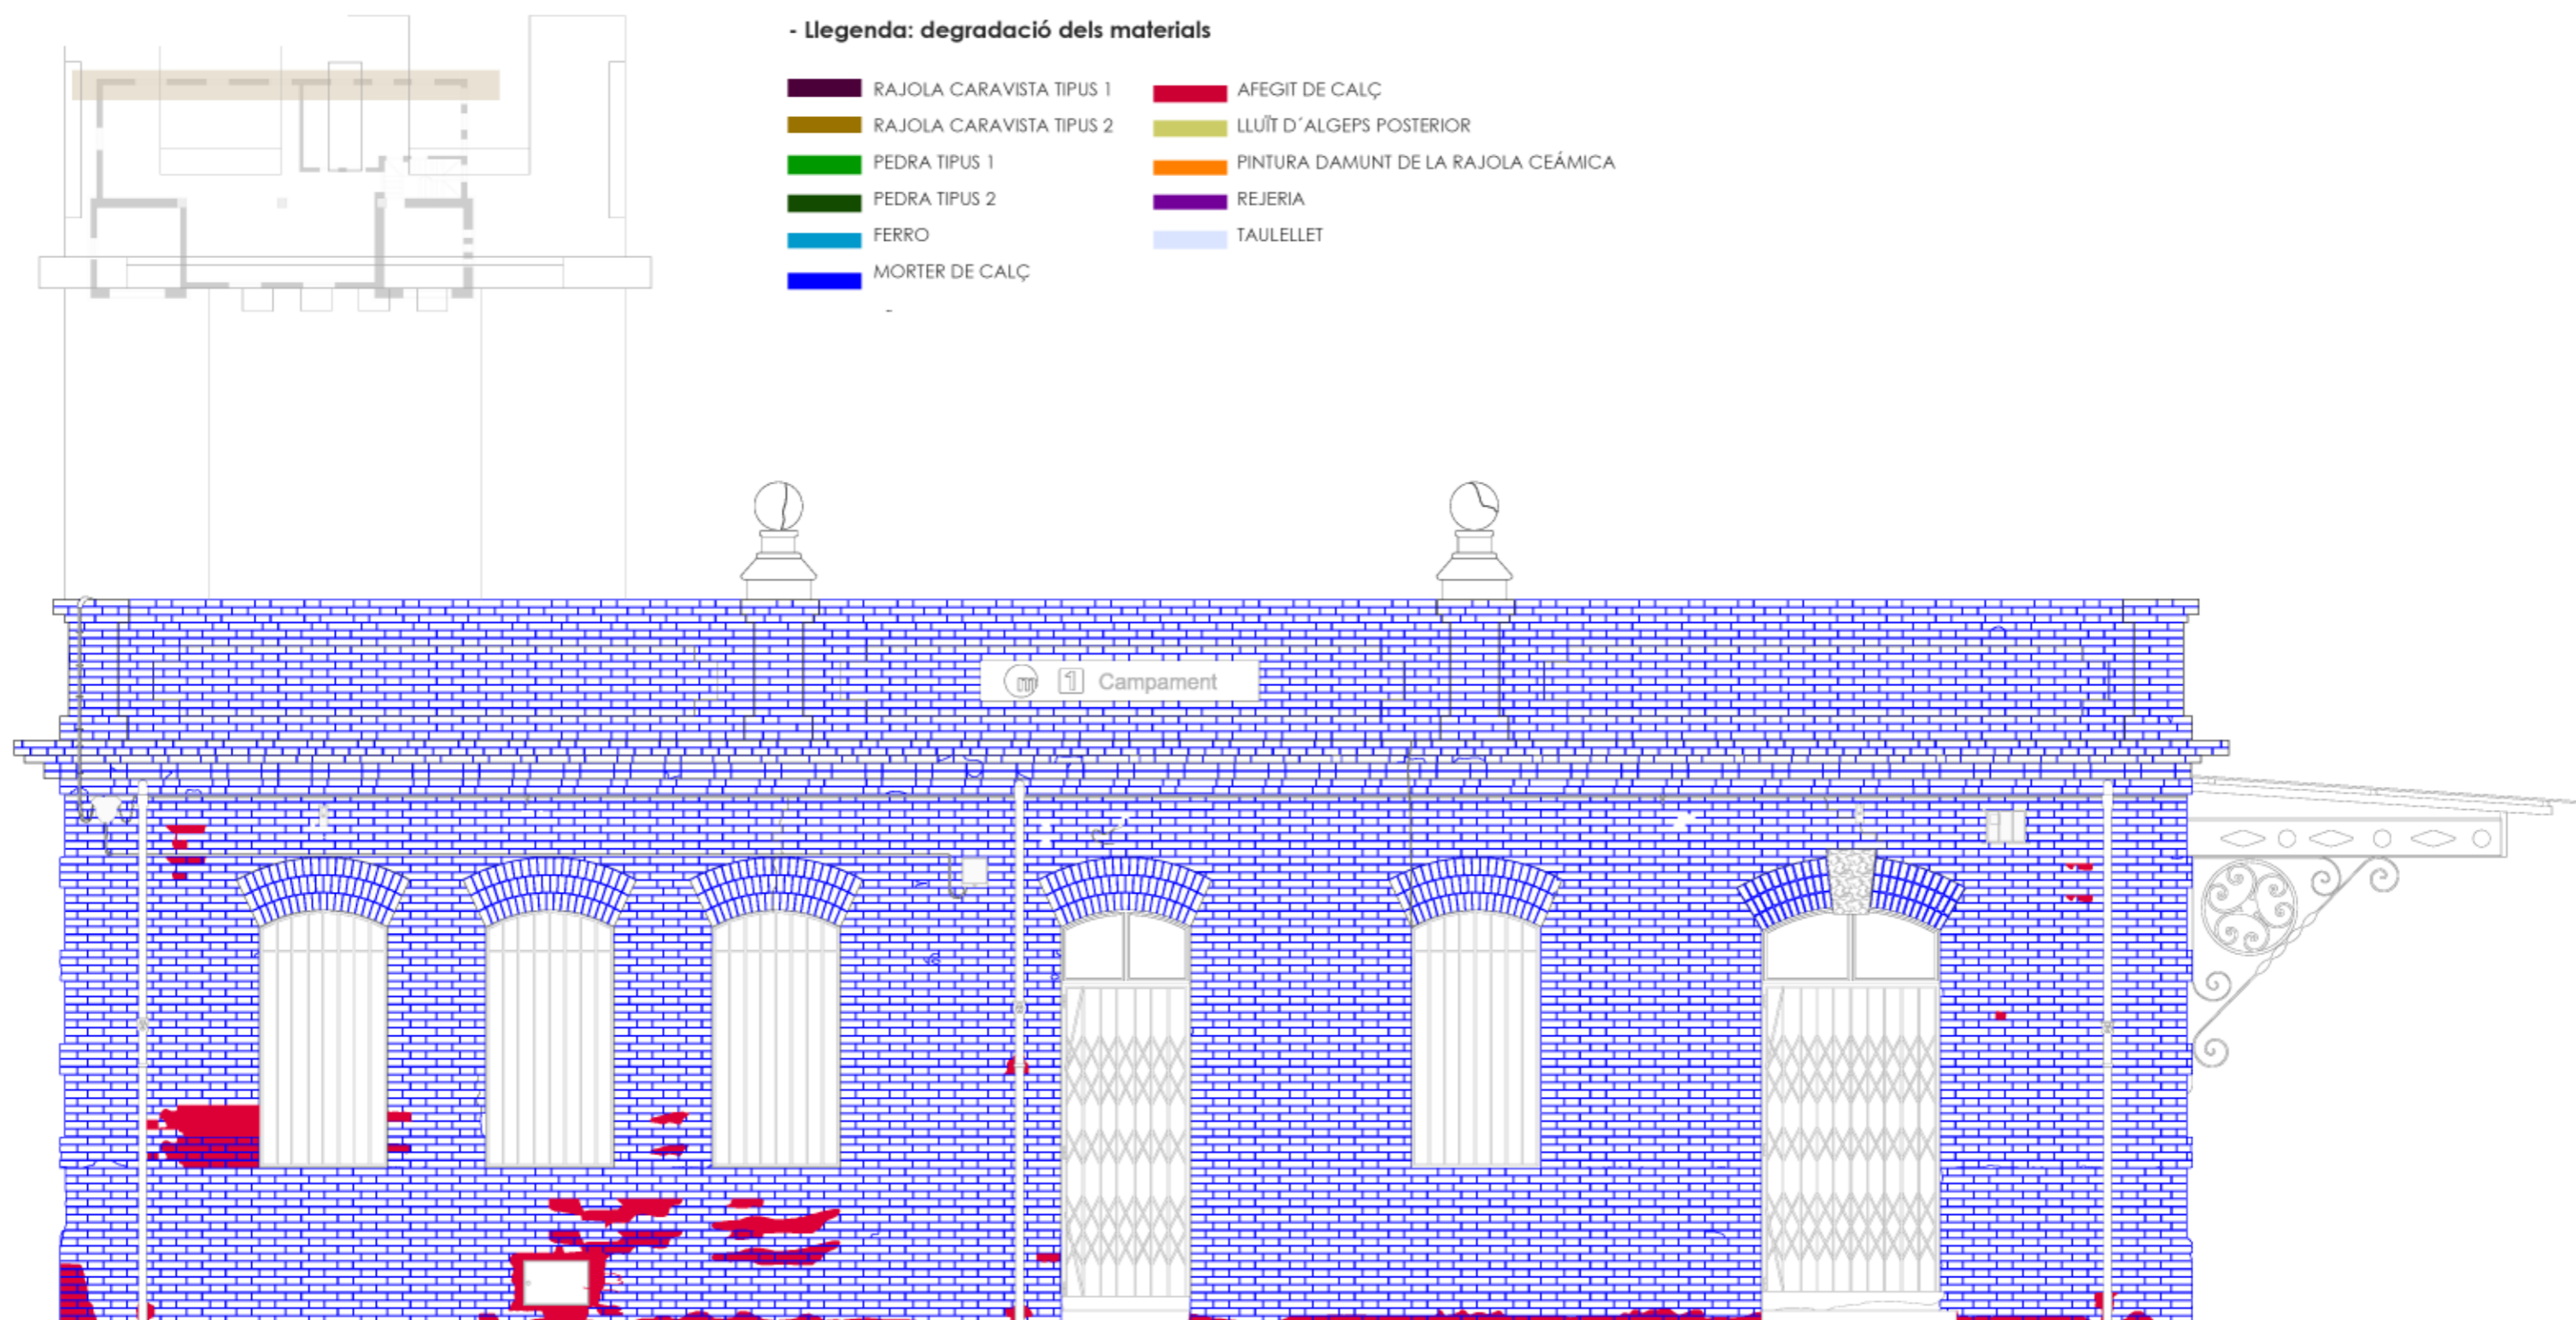 - Llegenda: degradació dels materials
RAJOLA CARAVISTA TIPUS 1
RAJOLA CARAVISTA TIPUS 2
PEDRA TIPUS 1
PEDRA TIPUS 2
FERRO
MORTER DE CALÇ
-
AFEGIT DE CALÇ
LLUÏT D´ALGEPS POSTERIOR
PINTURA DAMUNT DE LA RAJOLA CEÁMICA
REJERIA
TAULELLET
m 1 Campament